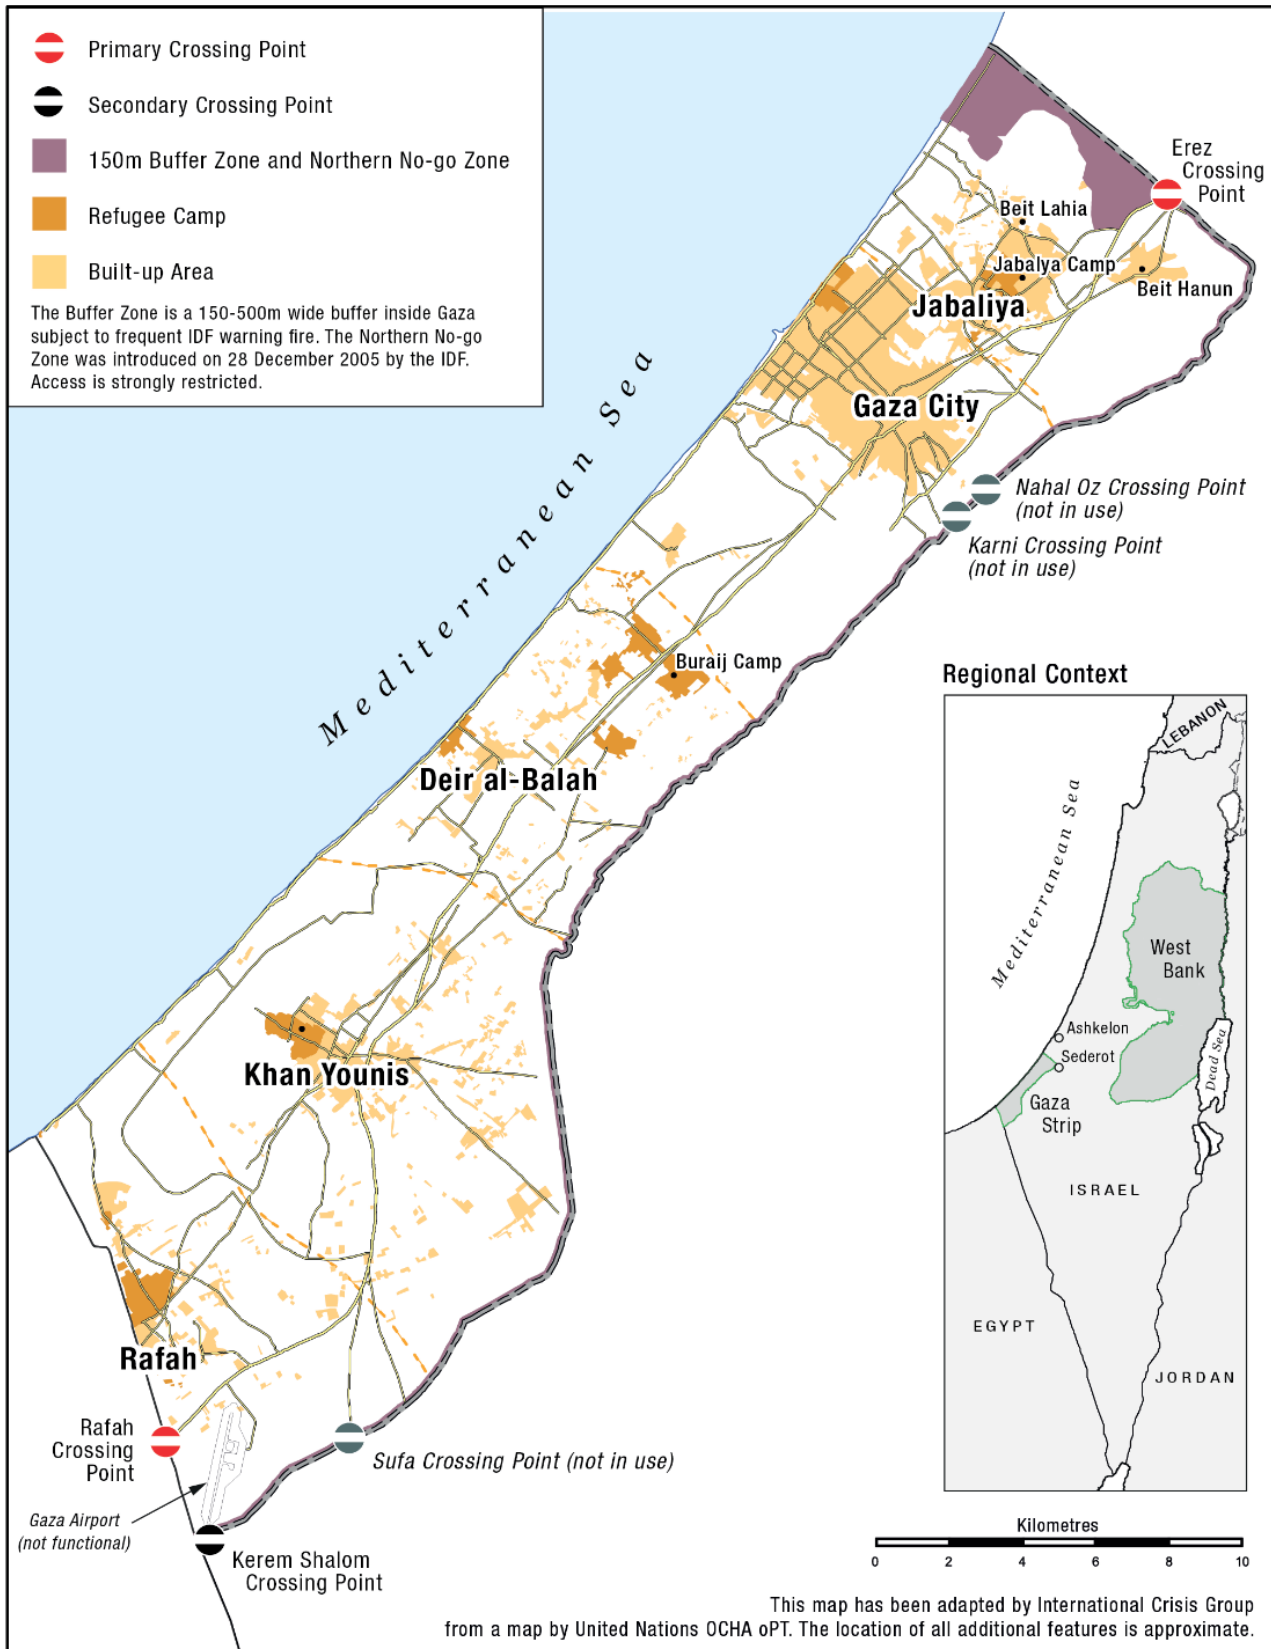 Primary Crossing Point
Secondary Crossing Point
150m Buffer Zone and Northern No-go Zone
Refugee Camp
Built-up Area
The Buffer Zone is a 150-500m wide buffer inside Gaza
subject to frequent IDF warning fire. The Northern No-go
Zone was introduced on 28 December 2005 by the IDF.
Access is strongly restricted.
Mediterranean Sea
Erez
Crossing
Point
Beit Lahia
Jabalya Camp
Beit Hanun
Jabaliya
Gaza City
Nahal Oz Crossing Point
(not in use)
Karni Crossing Point
(not in use)
Buraij Camp
Deir al-Balah
Khan Younis
Rafah
Rafah
Crossing
Point
Sufa Crossing Point (not in use)
Gaza Airport
(not functional)
Kerem Shalom
Crossing Point
Regional Context
LEBANON
Mediterranean Sea
West
Bank
Ashkelon
Sederot
Dead Sea
Gaza
Strip
ISRAEL
EGYPT
JORDAN
Kilometres
0 2 4 6 8 10
This map has been adapted by International Crisis Group
from a map by United Nations OCHA oPT. The location of all additional features is approximate.